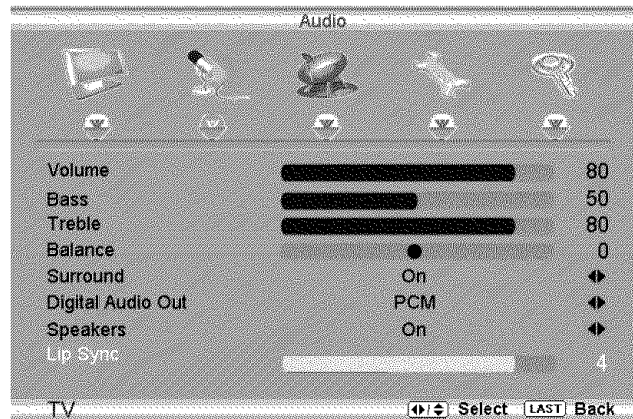 Audio
Volume 80
Bass 50
Treble 80
Balance 0
Surround On
Digital Audio Out PCM
Speakers On
Lip Sync 4
TV Select LAST Back